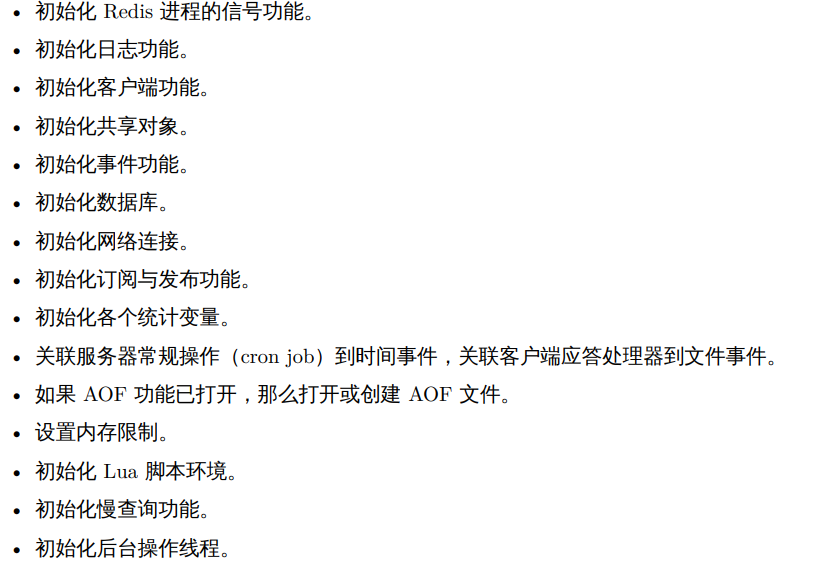 • 初始化 Redis 进程的信号功能。
• 初始化日志功能。
• 初始化客户端功能。
• 初始化共享对象。
• 初始化事件功能。
• 初始化数据库。
• 初始化网络连接。
• 初始化订阅与发布功能。
• 初始化各个统计变量。
• 关联服务器常规操作（cron job）到时间事件，关联客户端应答处理器到文件事件。
• 如果 AOF 功能已打开，那么打开或创建 AOF 文件。
• 设置内存限制。
• 初始化 Lua 脚本环境。
• 初始化慢查询功能。
• 初始化后台操作线程。